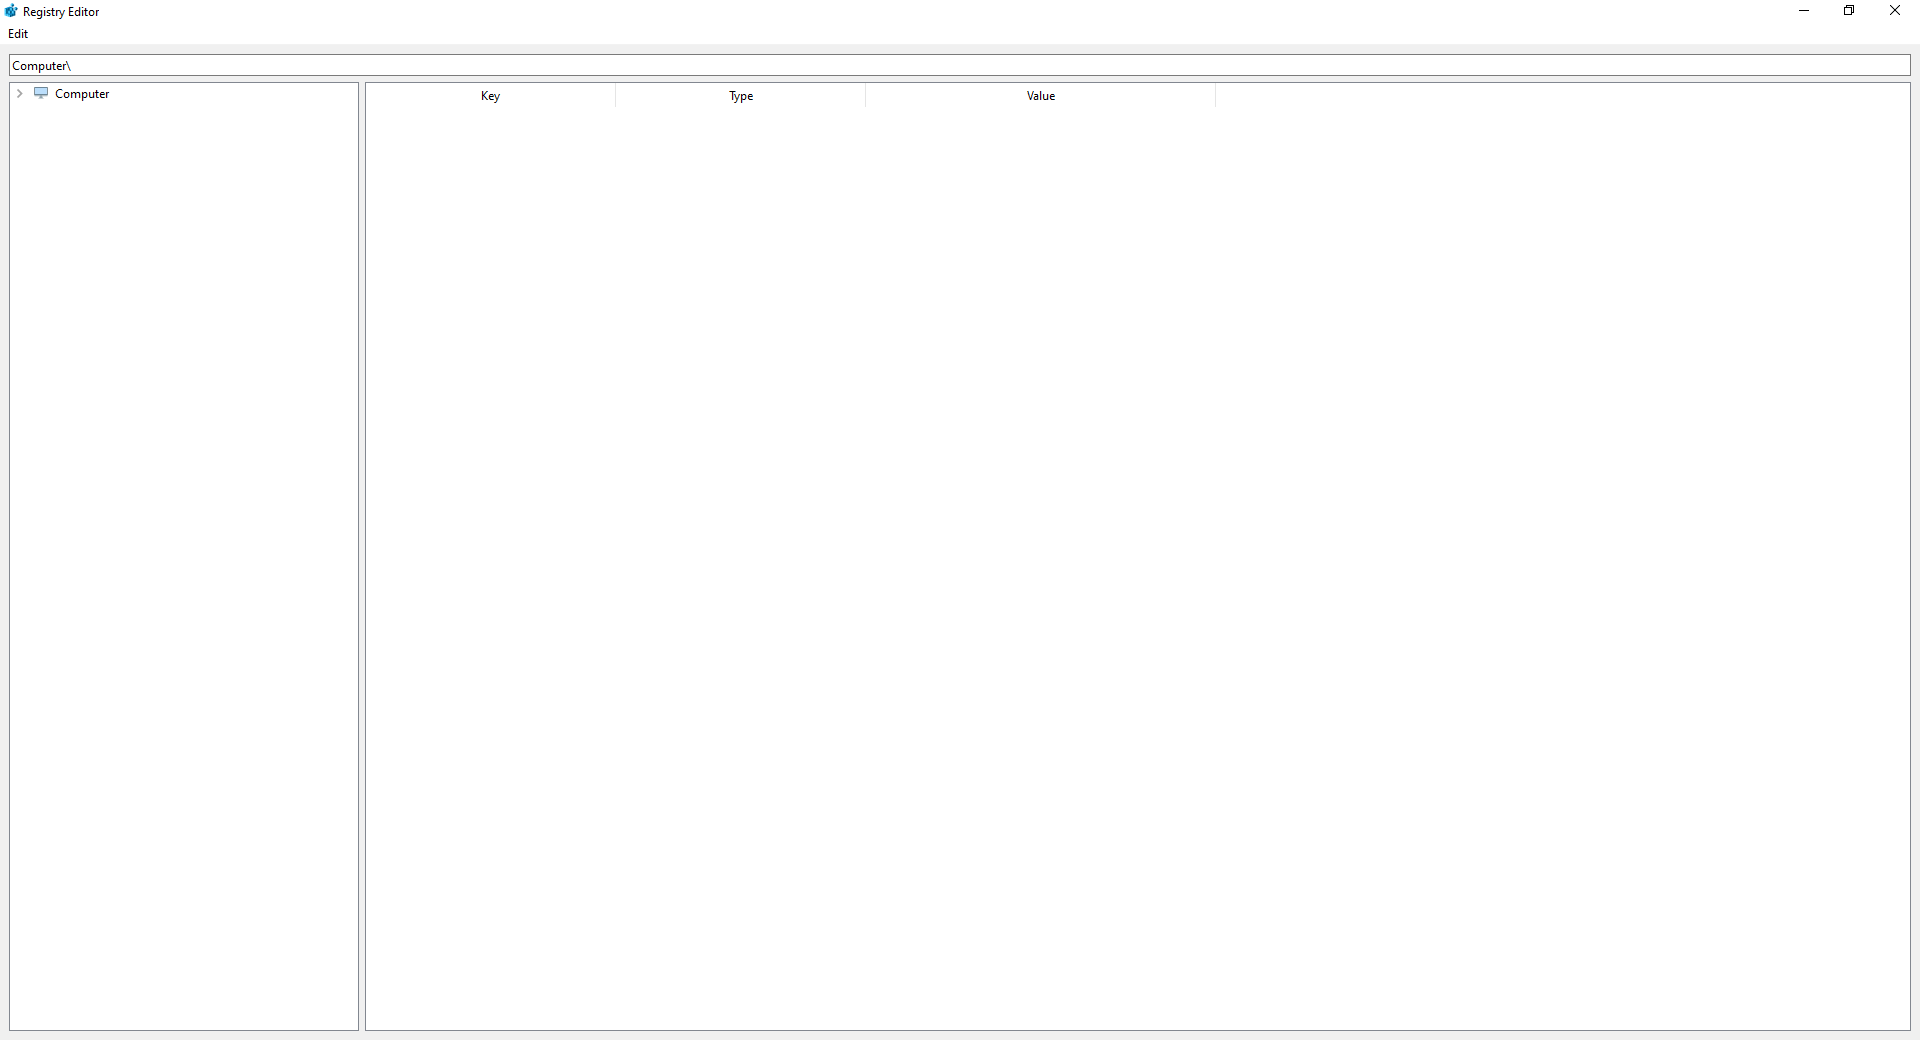 Registry Editor
Edit
Computer\
Computer
Key Type Value